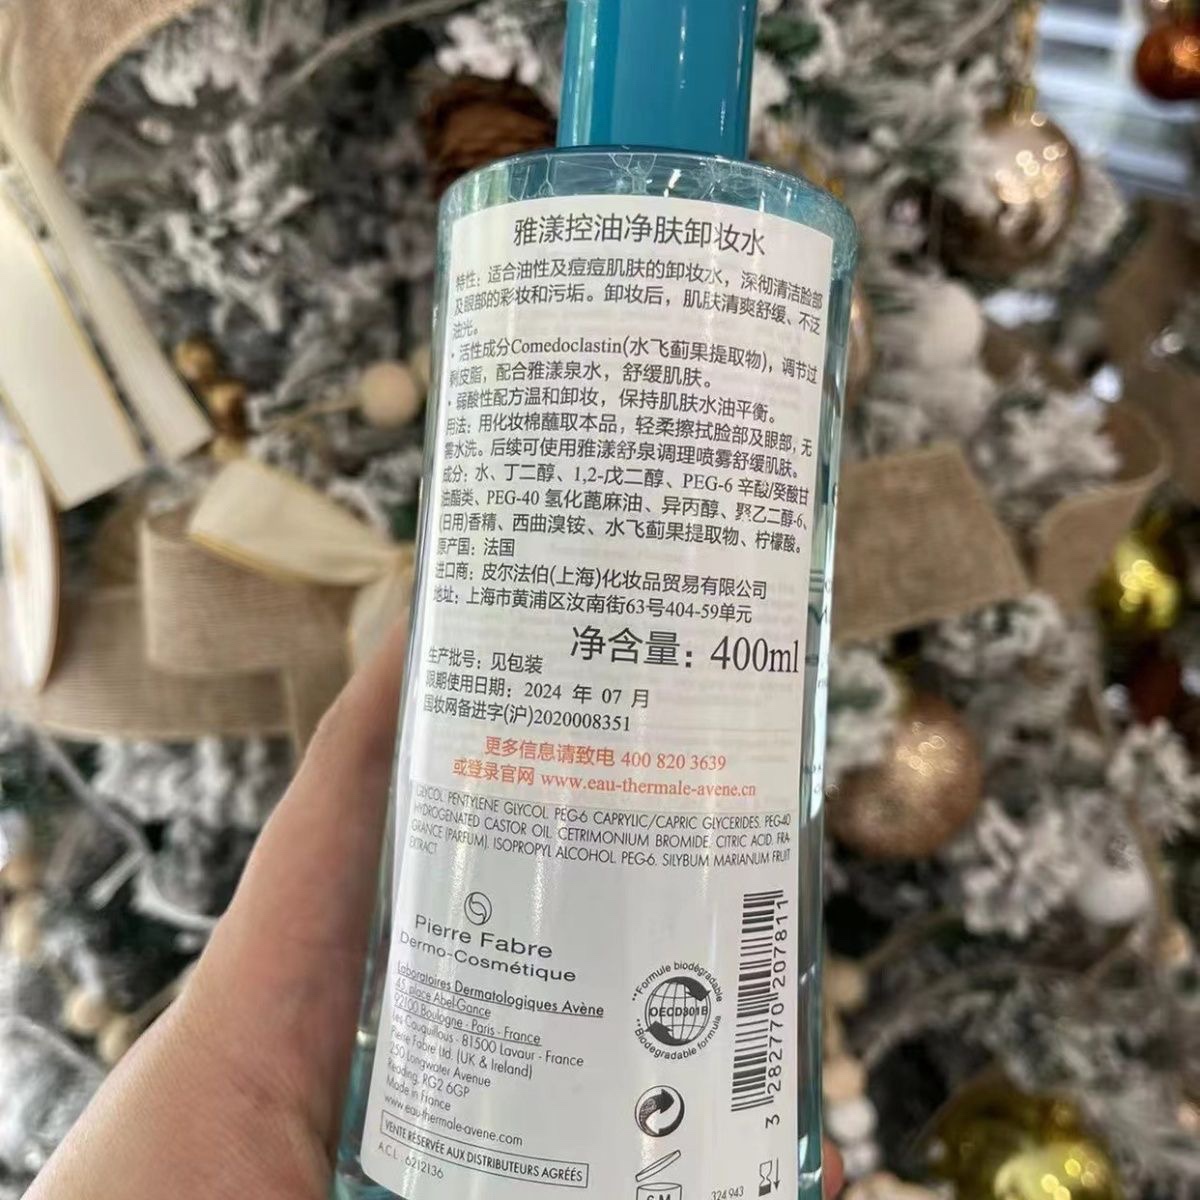 雅漾控油净肤卸妆水
特性：适合油性及痘痘肌肤的卸妆水，深彻清洁脸部
及眼部的彩妆和污垢。卸妆后，肌肤清爽舒缓、不泛
油光。
· 活性成分Comedoclastin(水飞蓟果提取物)，调节过
剩皮脂，配合雅漾泉水，舒缓肌肤。
· 弱酸性配方温和卸妆，保持肌肤水油平衡。
用法：用化妆棉蘸取本品，轻柔擦拭脸部及眼部，无
需水洗。后续可使用雅漾舒泉调理喷雾舒缓肌肤。
成分：水、丁二醇、1,2-戊二醇、PEG-6 辛酸/癸酸甘
油酯类、PEG-40 氢化蓖麻油、异丙醇、聚乙二醇-6、
(日用)香精、西曲溴铵、水飞蓟果提取物、柠檬酸。
原产国：法国
进口商：皮尔法伯(上海)化妆品贸易有限公司
地址：上海市黄浦区汝南街63号404-59单元
净含量：400ml
生产批号：见包装
限期使用日期：2024 年 07 月
国妆网备进字(沪)2020008351
更多信息请致电 400 820 3639
或登录官网 www.eau-thermale-avene.cn
GLYCOL, PENTYLENE GLYCOL, PEG-6 CAPRYLIC/CAPRIC GLYCERIDES, PEG-40
HYDROGENATED CASTOR OIL, CETRIMONIUM BROMIDE, CITRIC ACID, FRA-
GRANCE (PARFUM), ISOPROPYL ALCOHOL, PEG-6, SILYBUM MARIANUM FRUIT
EXTRACT
Pierre Fabre
Dermo-Cosmétique
Laboratoires Dermatologiques Avène
45, place Abel-Gance
92100 Boulogne - Paris - France
Les Cauquillous - 81500 Lavaur - France
Pierre Fabre Ltd. (UK & Ireland)
250 Longwater Avenue
Reading, RG2 6GP
Made in France
www.eau-thermale-avene.com
VENTE RÉSERVÉE AUX DISTRIBUTEURS AGRÉÉS
A.C.L. 6212136
"Formule biodégradable
OECD301B
"Biodegradable formula
3 282770 207811
6 M
324 943